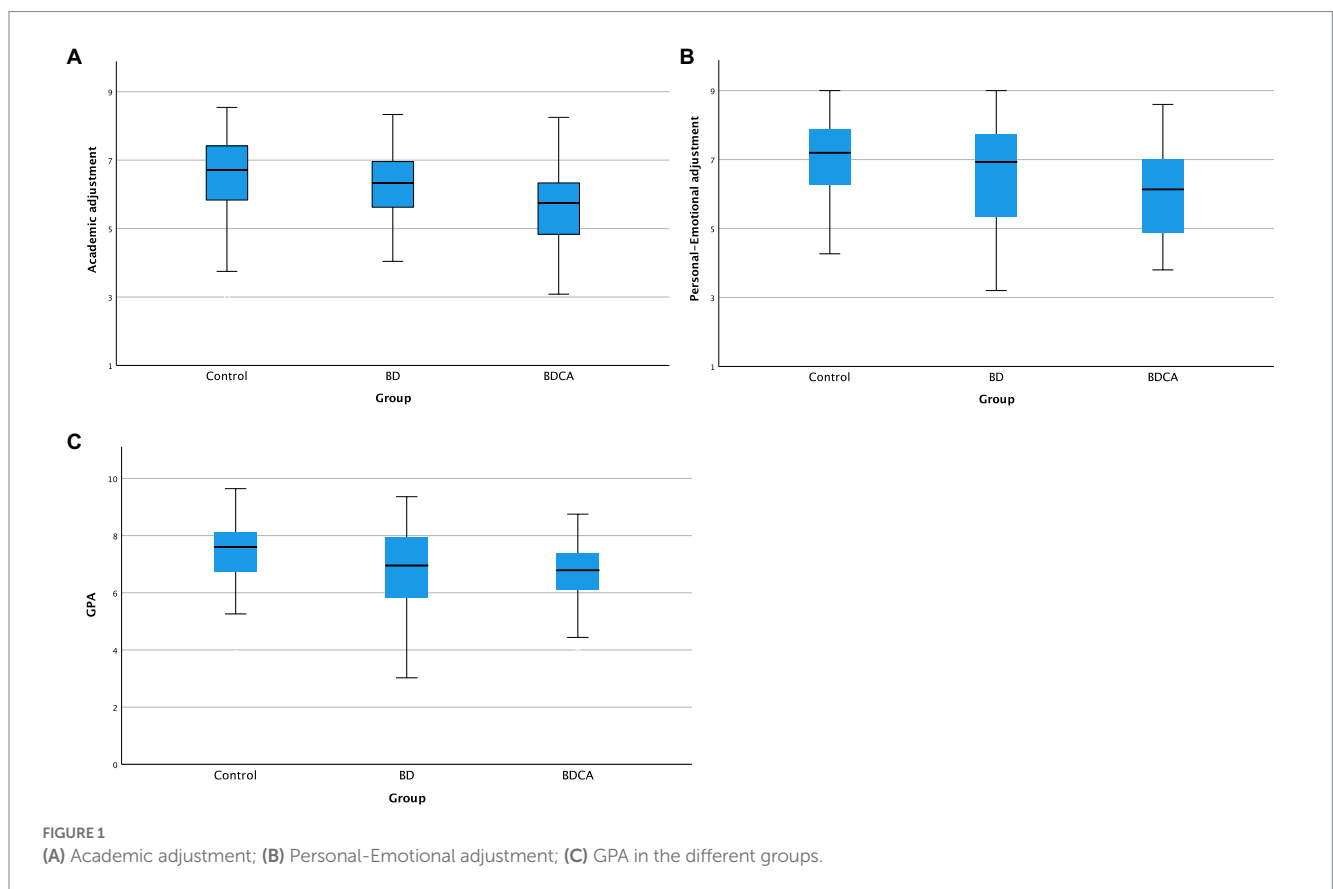 A
Academic adjustment
9
7
5
3
1
Control BD BDCA
Group
B
Personal-Emotional adjustment
9
7
5
3
1
Control BD BDCA
Group
C
GPA
10
8
6
4
2
0
Control BD BDCA
Group
FIGURE 1
(A) Academic adjustment; (B) Personal-Emotional adjustment; (C) GPA in the different groups.